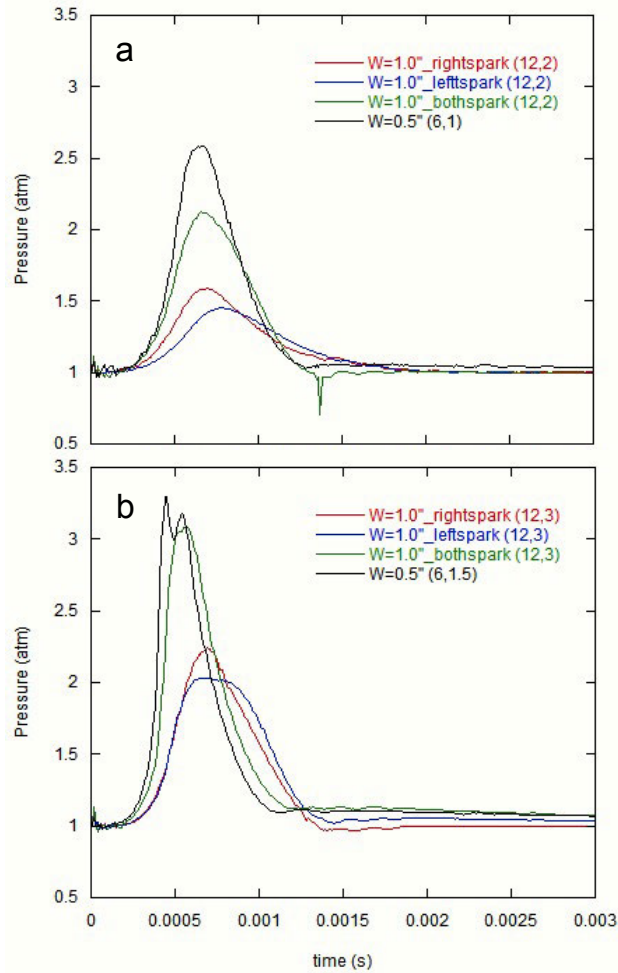 a
W=1.0"_rightspark (12,2)
W=1.0"_lefttspark (12,2)
W=1.0"_bothspark (12,2)
W=0.5" (6,1)
3.5
3
2.5
2
1.5
1
0.5
Pressure (atm)
b
W=1.0"_rightspark (12,3)
W=1.0"_leftspark (12,3)
W=1.0"_bothspark (12,3)
W=0.5" (6,1.5)
3.5
3
2.5
2
1.5
1
0.5
Pressure (atm)
0 0.0005 0.001 0.0015 0.002 0.0025 0.003
time (s)